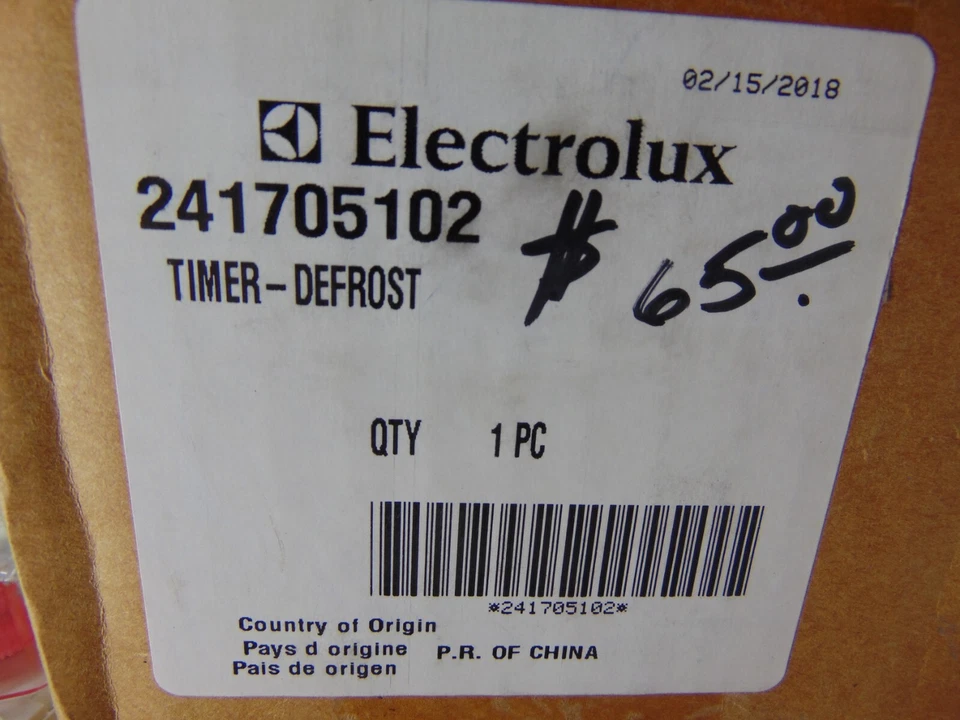 02/15/2018
Electrolux
241705102
$ 65.00
TIMER-DEFROST
QTY 1 PC
*241705102*
Country of Origin
Pays d origine P.R. OF CHINA
Pais de origen